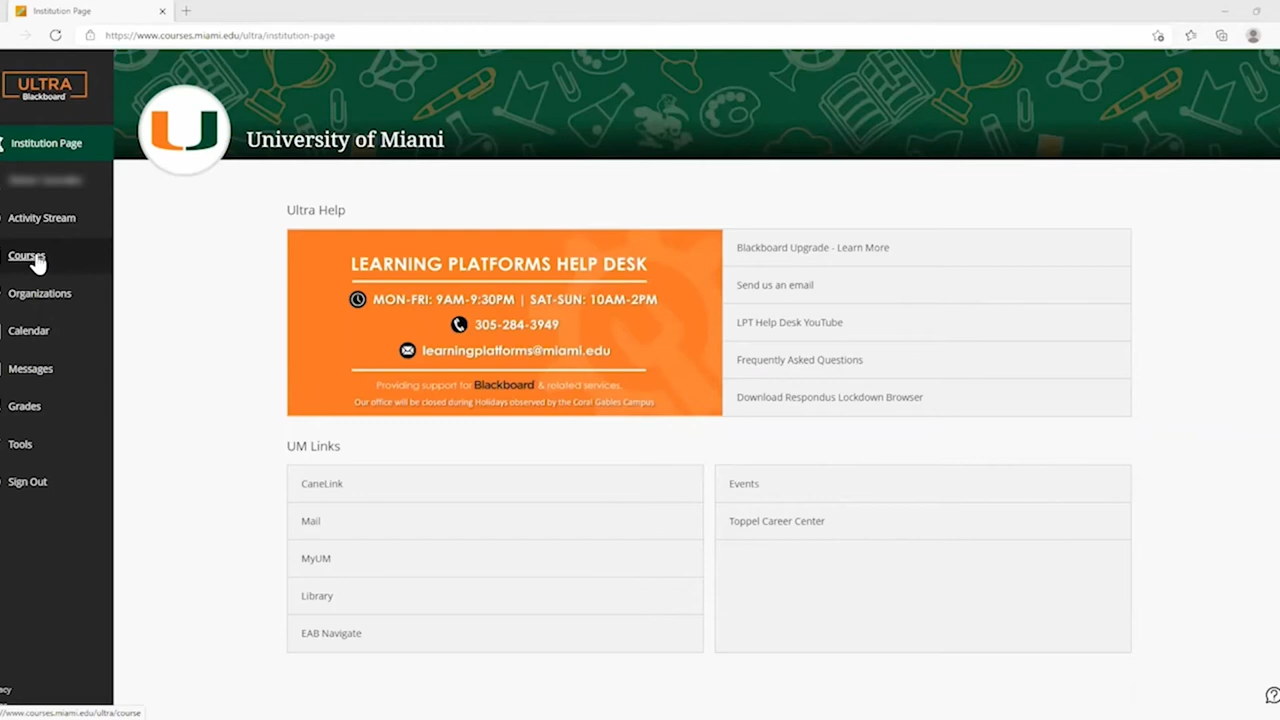 Institution Page
https://www.courses.miami.edu/ultra/institution-page
ULTRA
Blackboard
Institution Page
Activity Stream
Courses
Organizations
Calendar
Messages
Grades
Tools
Sign Out
University of Miami
Ultra Help
LEARNING PLATFORMS HELP DESK
MON-FRI: 9AM-9:30PM | SAT-SUN: 10AM-2PM
305-284-3949
learningplatforms@miami.edu
Providing support for Blackboard & related services.
Our office will be closed during Holidays observed by the Coral Gables Campus
Blackboard Upgrade - Learn More
Send us an email
LPT Help Desk YouTube
Frequently Asked Questions
Download Respondus Lockdown Browser
UM Links
CaneLink
Mail
MyUM
Library
EAB Navigate
Events
Toppel Career Center
acy
//www.courses.miami.edu/ultra/course